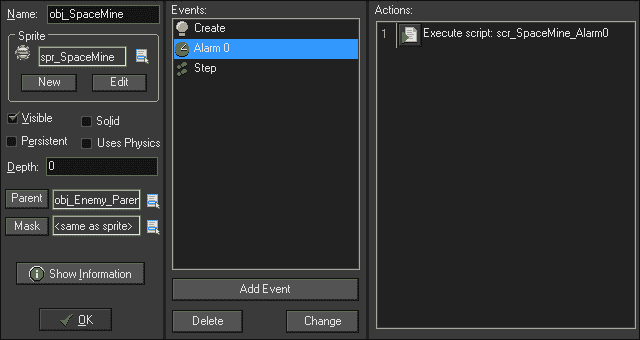 Name: obj_SpaceMine
Sprite
spr_SpaceMine
New Edit
Visible Solid
Persistent Uses Physics
Depth: 0
Parent obj_Enemy_Paren
Mask <same as sprite>
Show Information
OK
Events:
Create
Alarm 0
Step
Add Event
Delete Change
Actions:
1 Execute script: scr_SpaceMine_Alarm0